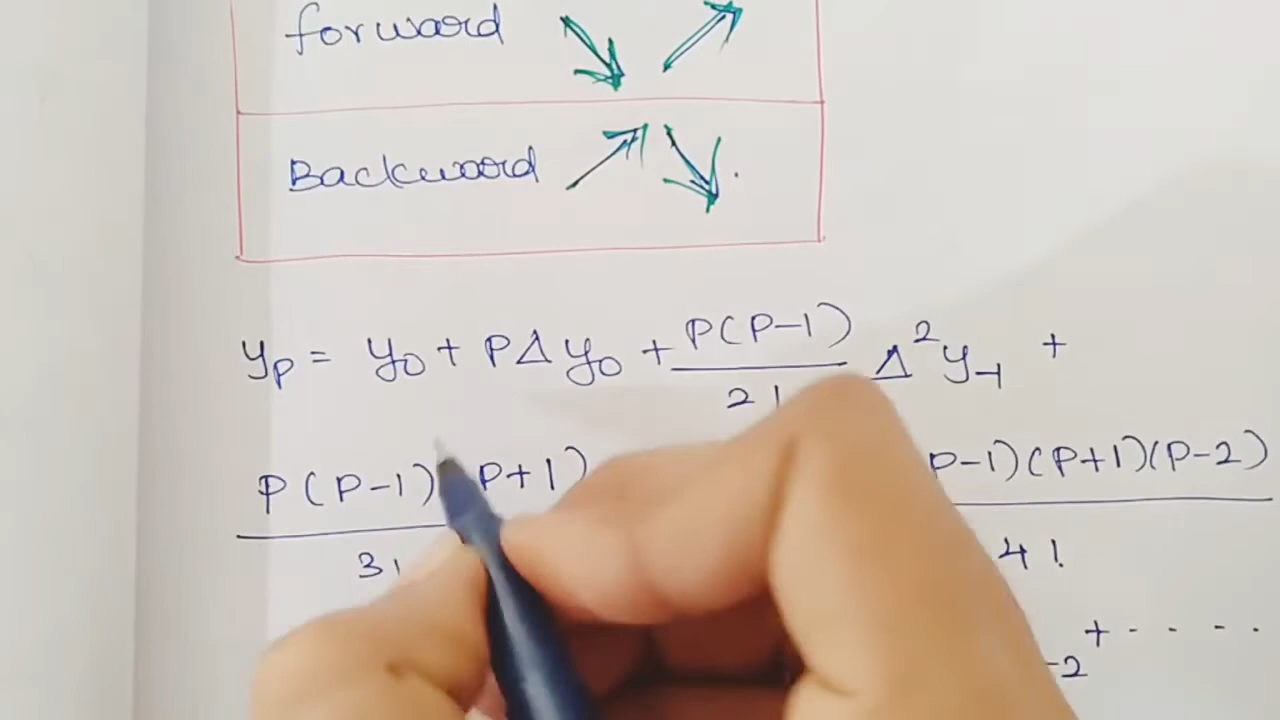 forward
Backward
yp = y0 + pΔy0 + p(p-1)/2! Δ²y-1 +
p(p-1)(p+1)/3! p-1)(p+1)(p-2)/4!
-2 + - - - -